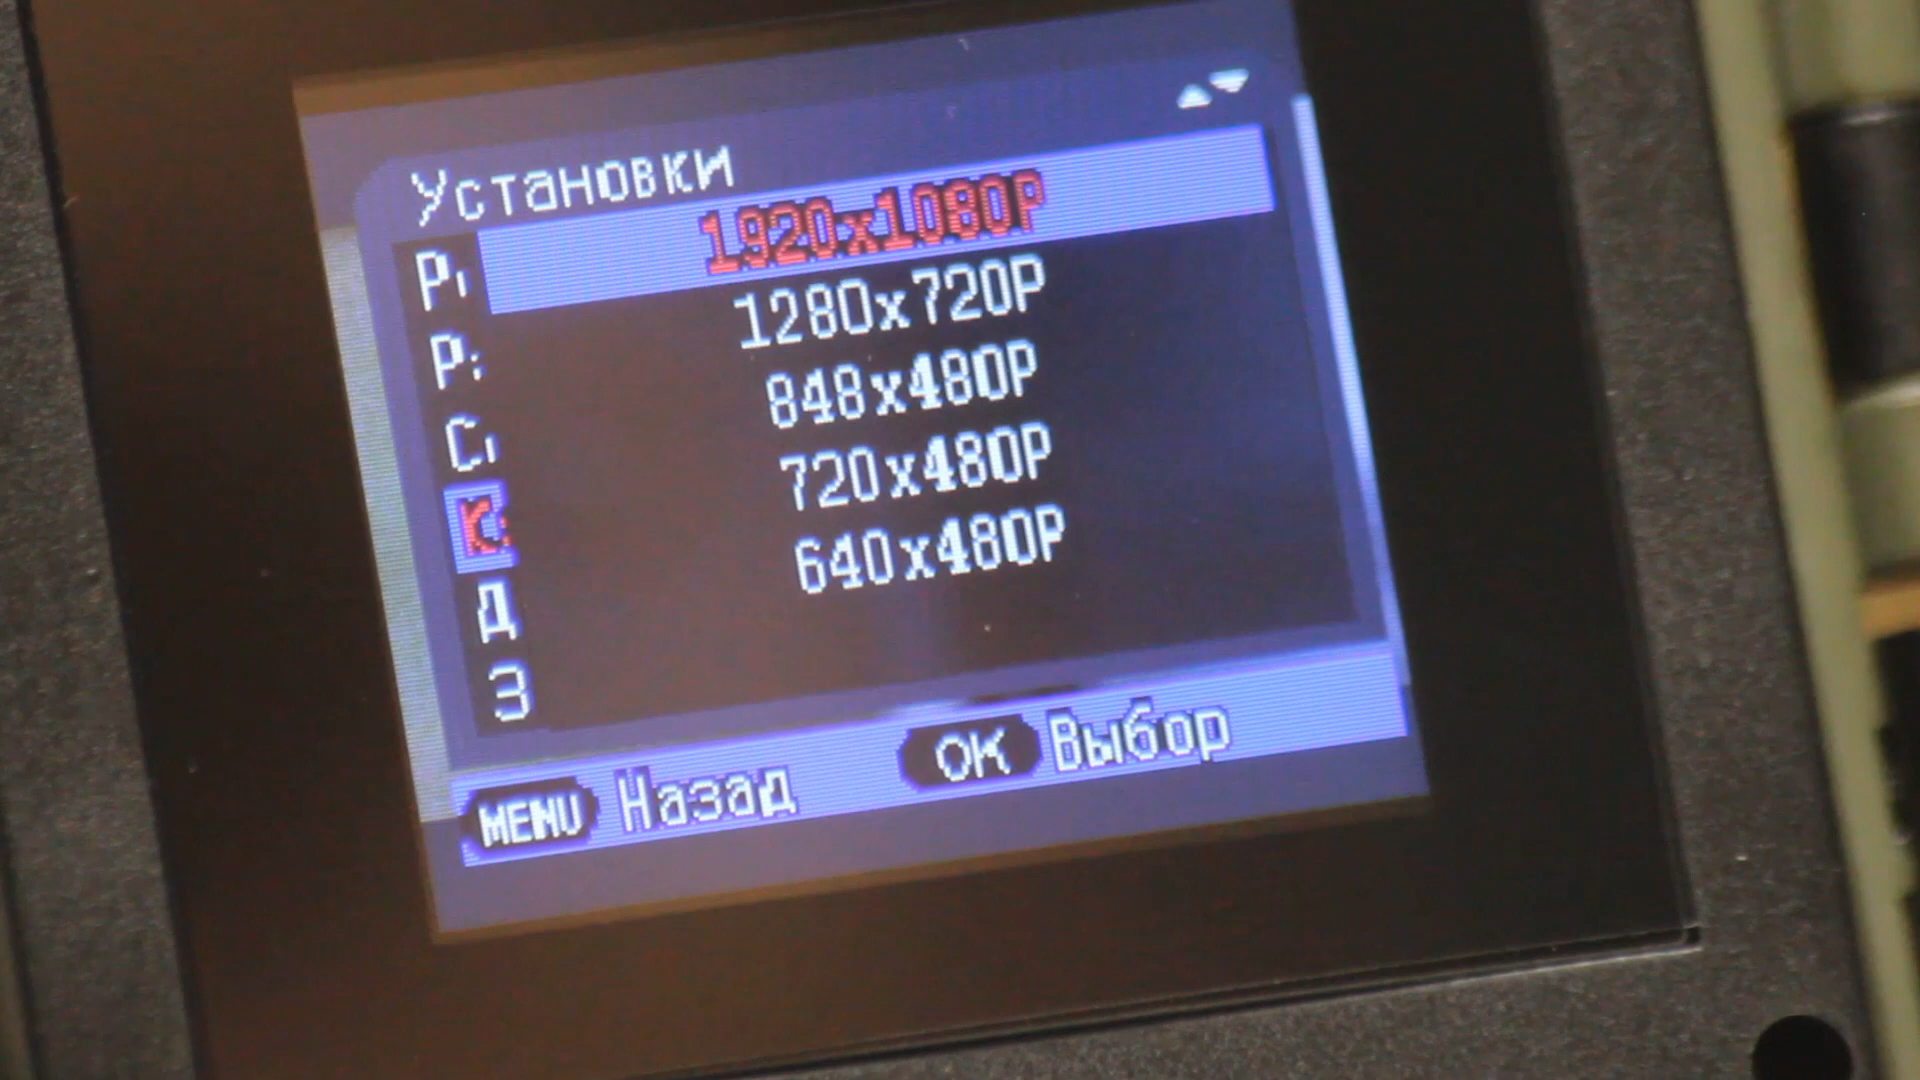 Установки
1920x1080P
1280x720P
848x480P
720x480P
640x480P
Д
З
MENU Назад OK Выбор